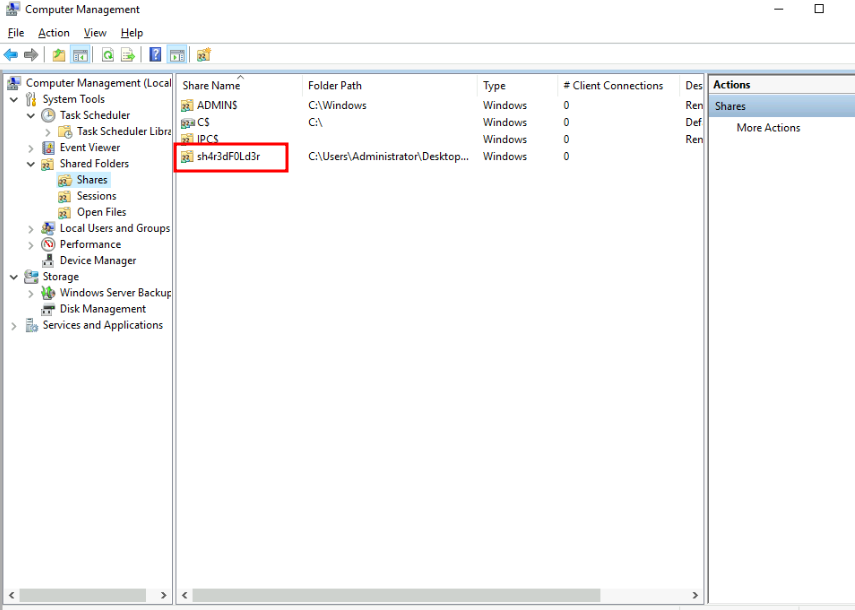 Computer Management
File Action View Help
Computer Management (Local
System Tools
Task Scheduler
Task Scheduler Libra
Event Viewer
Shared Folders
Shares
Sessions
Open Files
Local Users and Groups
Performance
Device Manager
Storage
Windows Server Backup
Disk Management
Services and Applications
Share Name Folder Path Type # Client Connections Des
ADMIN$ C:\Windows Windows 0 Ren
C$ C:\ Windows 0 Def
IPC$ Windows 0 Ren
sh4r3dF0Ld3r C:\Users\Administrator\Desktop... Windows 0
Actions
Shares
More Actions